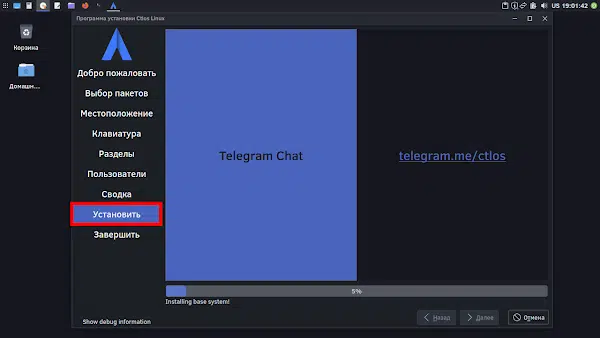 US 19:01:42
Программа установки Ctlos Linux
Корзина
Домашн...
Добро пожаловать
Выбор пакетов
Местоположение
Клавиатура
Разделы
Пользователи
Сводка
Установить
Завершить
Telegram Chat
telegram.me/ctlos
5%
Installing base system!
Show debug information
Назад
Далее
Отмена